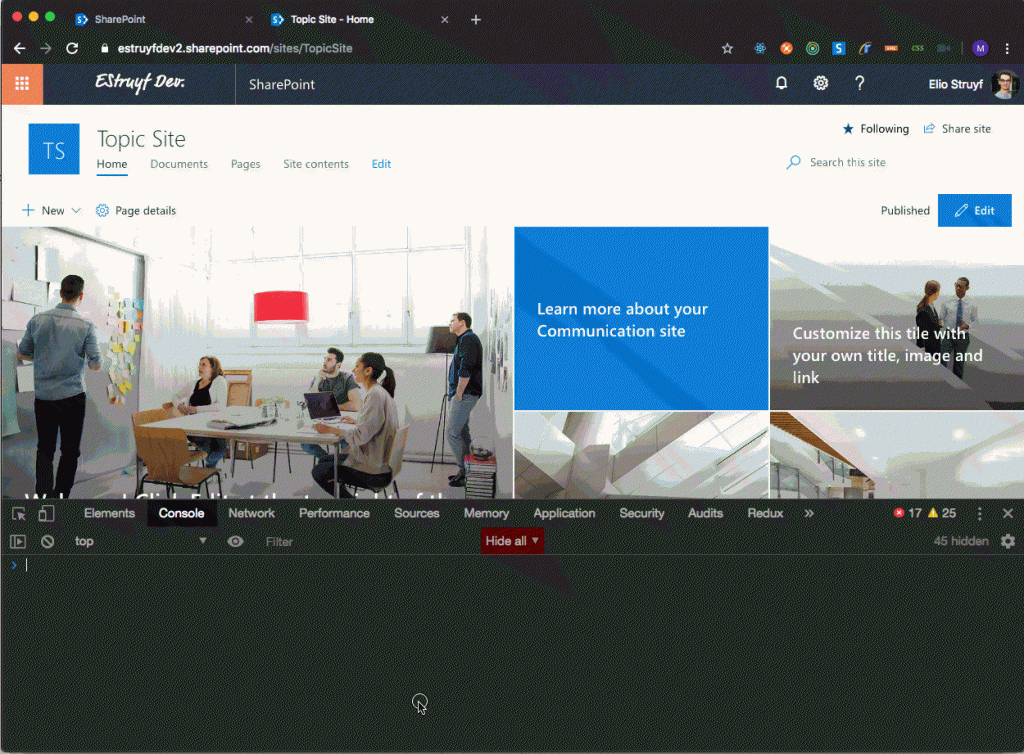 SharePoint
Topic Site - Home
estruyfdev2.sharepoint.com/sites/TopicSite
S
XML
CSS
M
EStruyf Dev.
SharePoint
?
Elio Struyf
TS
Topic Site
Following
Share site
Home
Documents
Pages
Site contents
Edit
Search this site
New
Page details
Published
Edit
Learn more about your
Communication site
Customize this tile with
your own title, image and
link
Elements
Console
Network
Performance
Sources
Memory
Application
Security
Audits
Redux
»
17
25
top
Filter
Hide all
45 hidden